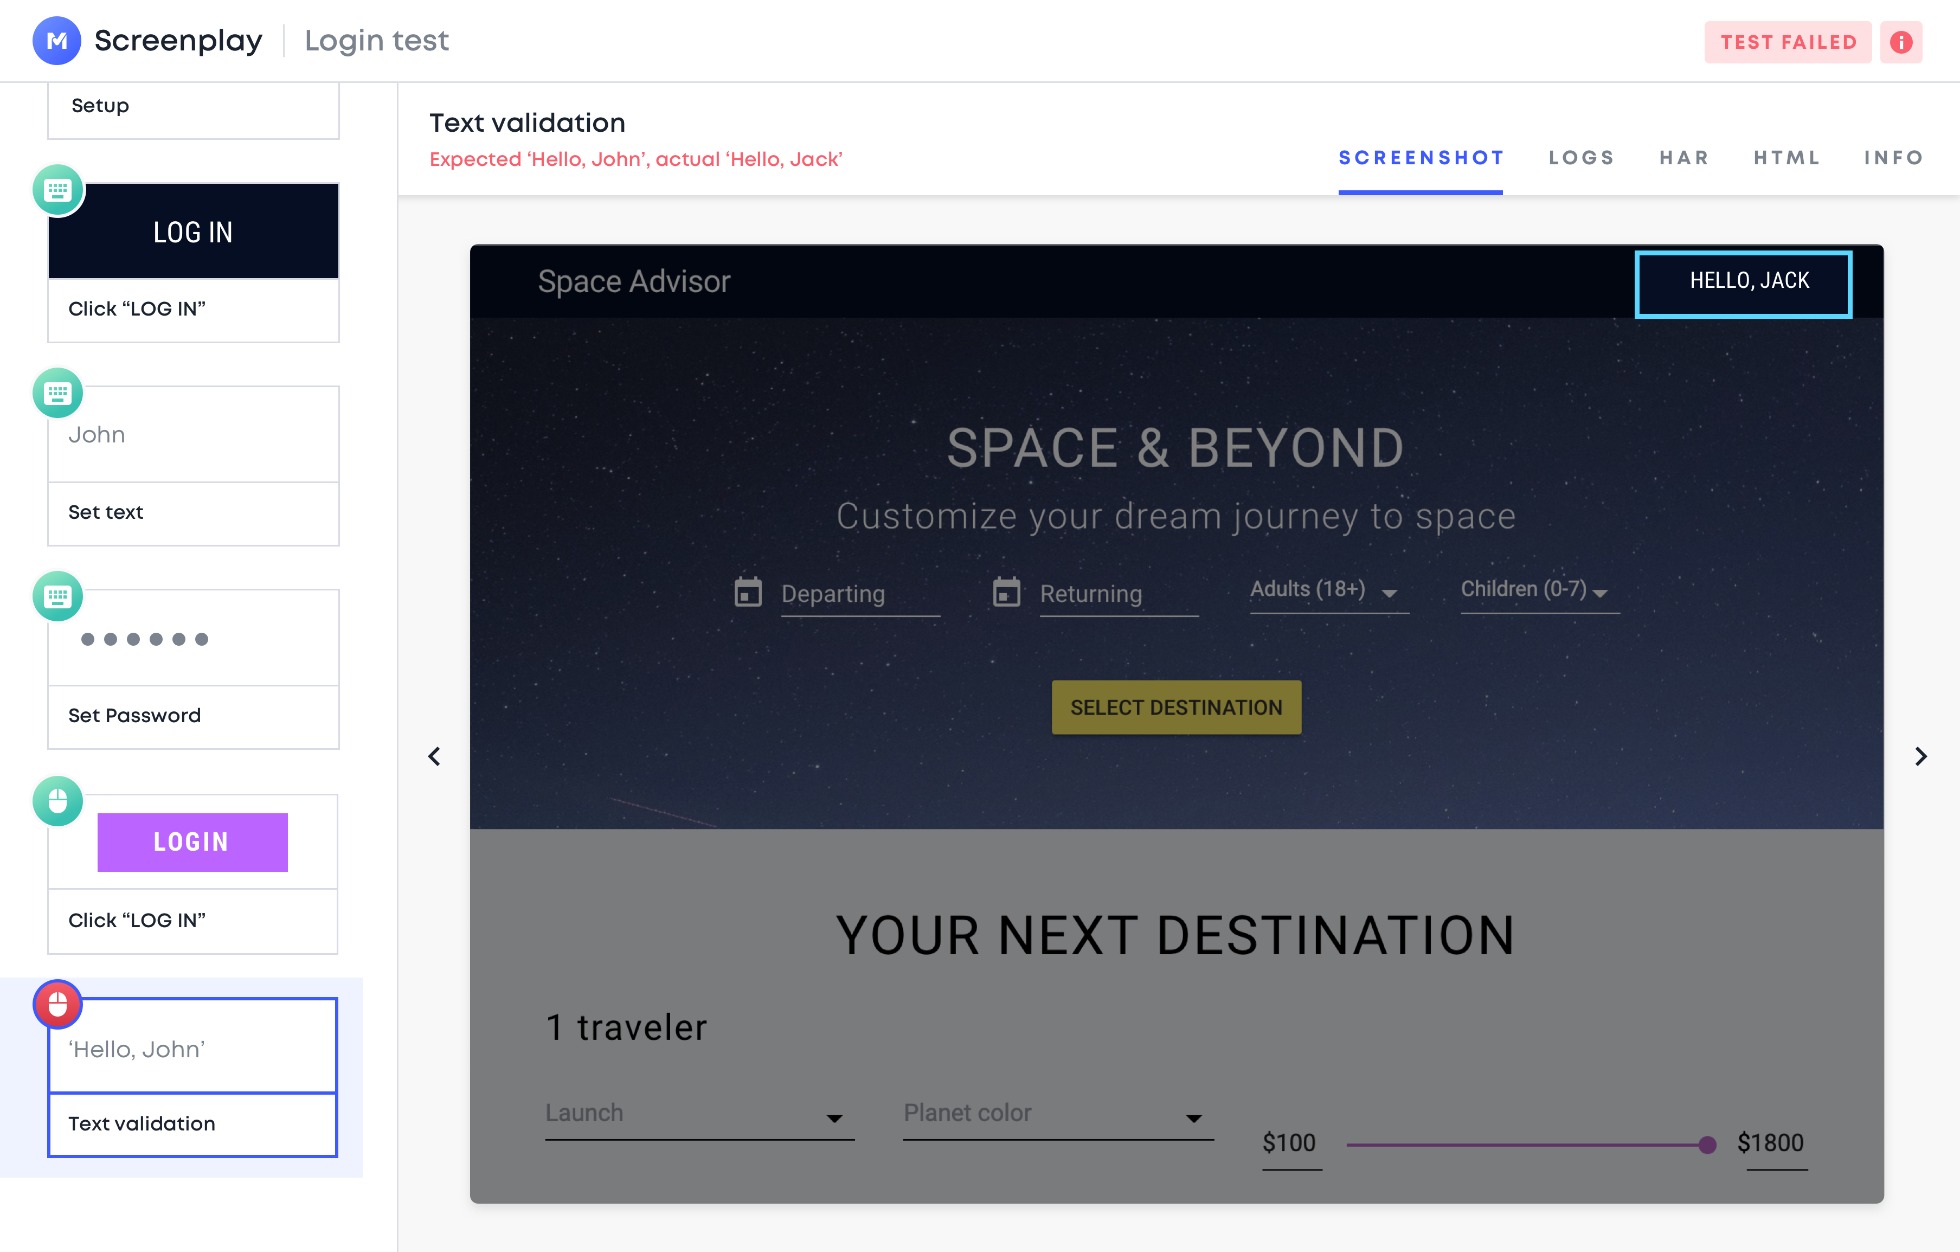 Screenplay
Login test
TEST FAILED
Setup
LOG IN
Click “LOG IN”
John
Set text
Set Password
LOGIN
Click “LOG IN”
‘Hello, John’
Text validation
Text validation
Expected ‘Hello, John’, actual ‘Hello, Jack’
SCREENSHOT
LOGS
HAR
HTML
INFO
Space Advisor
HELLO, JACK
SPACE & BEYOND
Customize your dream journey to space
Departing
Returning
Adults (18+)
Children (0-7)
SELECT DESTINATION
YOUR NEXT DESTINATION
1 traveler
Launch
Planet color
$100
$1800